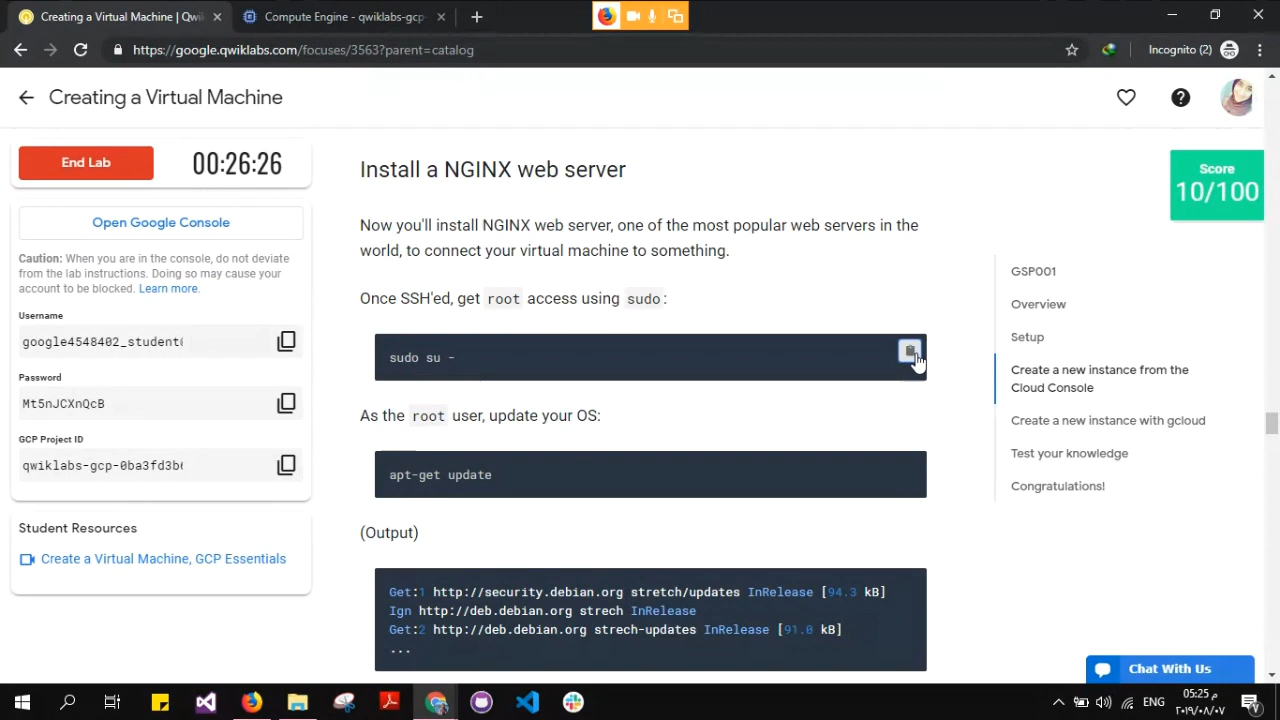 Creating a Virtual Machine | Qwi
Compute Engine - qwiklabs-gcp-
https://google.qwiklabs.com/focuses/3563?parent=catalog
Incognito (2)
Creating a Virtual Machine
End Lab
00:26:26
Open Google Console
Caution: When you are in the console, do not deviate
from the lab instructions. Doing so may cause your
account to be blocked. Learn more.
Username
google4548402_student
Password
Mt5nJCXnQcB
GCP Project ID
qwiklabs-gcp-0ba3fd3b
Student Resources
Create a Virtual Machine, GCP Essentials
Install a NGINX web server
Now you'll install NGINX web server, one of the most popular web servers in the
world, to connect your virtual machine to something.
Once SSH'ed, get root access using sudo:
sudo su -
As the root user, update your OS:
apt-get update
(Output)
Get:1 http://security.debian.org stretch/updates InRelease [94.3 kB]
Ign http://deb.debian.org strech InRelease
Get:2 http://deb.debian.org strech-updates InRelease [91.0 kB]
...
Score
10/100
GSP001
Overview
Setup
Create a new instance from the
Cloud Console
Create a new instance with gcloud
Test your knowledge
Congratulations!
Chat With Us
ENG
05:25 م
٢٠١٩/٠٨/٠٧